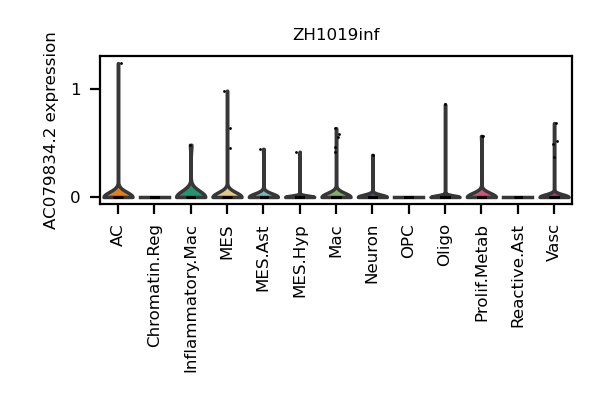 ZH1019inf
AC079834.2 expression
1
0
AC
Chromatin.Reg
Inflammatory.Mac
MES
MES.Ast
MES.Hyp
Mac
Neuron
OPC
Oligo
Prolif.Metab
Reactive.Ast
Vasc